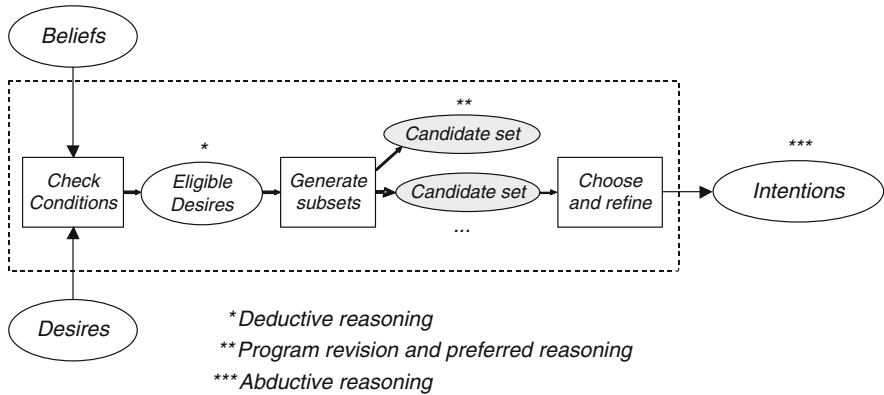 Beliefs
**
Candidate set
*
***
Check
Conditions
Eligible
Desires
Generate
subsets
Candidate set
Choose
and refine
Intentions
...
Desires
* Deductive reasoning
** Program revision and preferred reasoning
*** Abductive reasoning